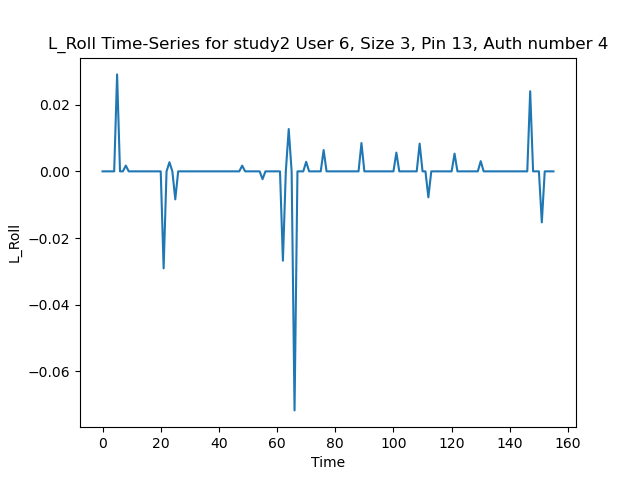 L_Roll Time-Series for study2 User 6, Size 3, Pin 13, Auth number 4
0.02
0.00
−0.02
−0.04
−0.06
L_Roll
0 20 40 60 80 100 120 140 160
Time